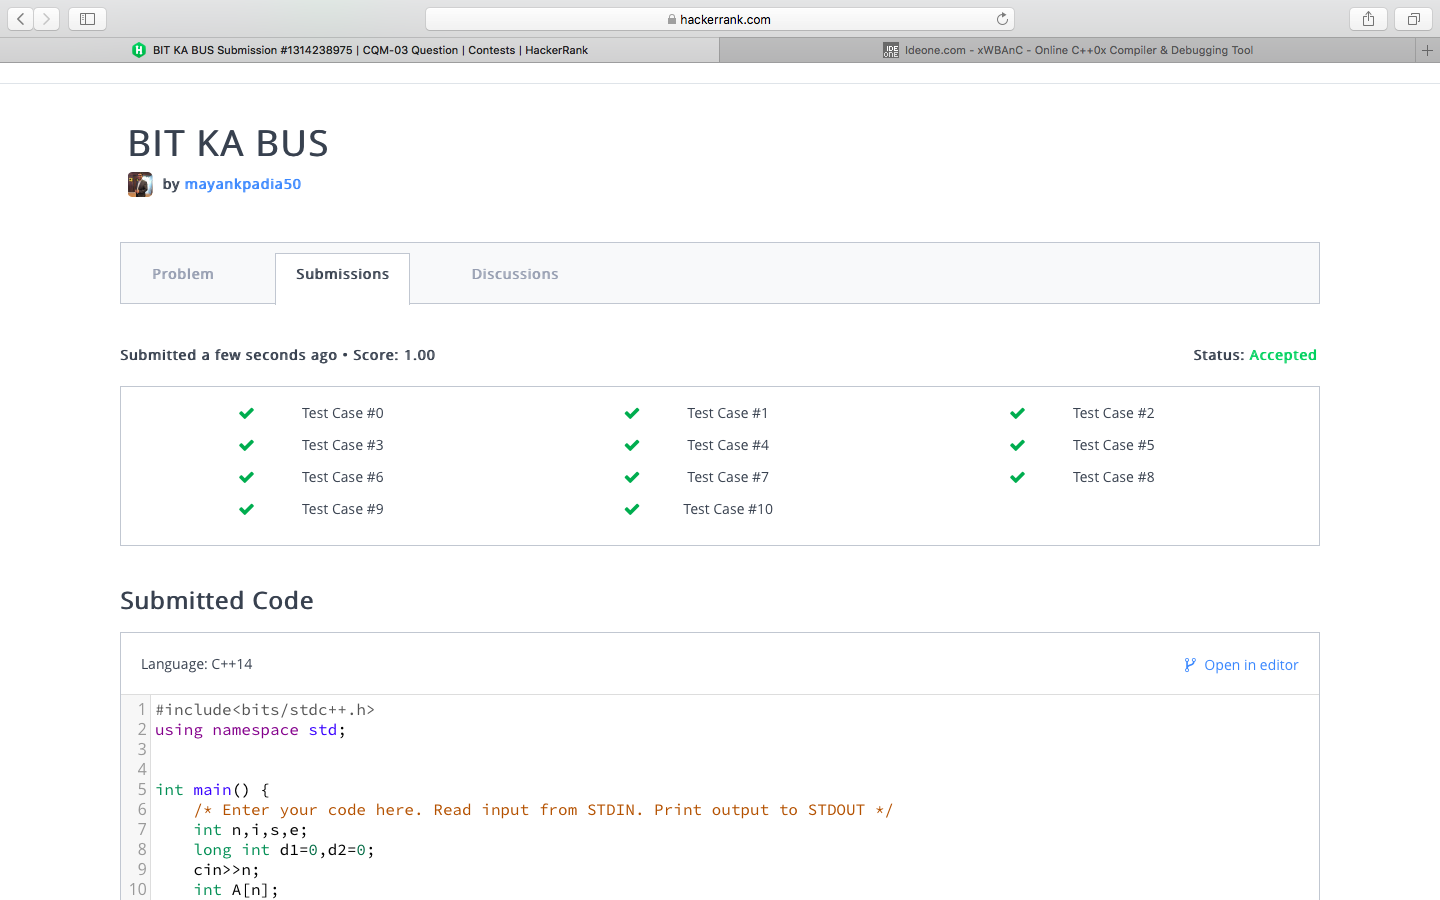 hackerrank.com
BIT KA BUS Submission #1314238975 | CQM-03 Question | Contests | HackerRank
Ideone.com - xWBAnC - Online C++0x Compiler & Debugging Tool
BIT KA BUS
by mayankpadia50
Problem
Submissions
Discussions
Submitted a few seconds ago • Score: 1.00
Status: Accepted
Test Case #0
Test Case #1
Test Case #2
Test Case #3
Test Case #4
Test Case #5
Test Case #6
Test Case #7
Test Case #8
Test Case #9
Test Case #10
Submitted Code
Language: C++14
Open in editor
1 #include<bits/stdc++.h>
2 using namespace std;
3
4
5 int main() {
6 /* Enter your code here. Read input from STDIN. Print output to STDOUT */
7 int n,i,s,e;
8 long int d1=0,d2=0;
9 cin>>n;
10 int A[n];